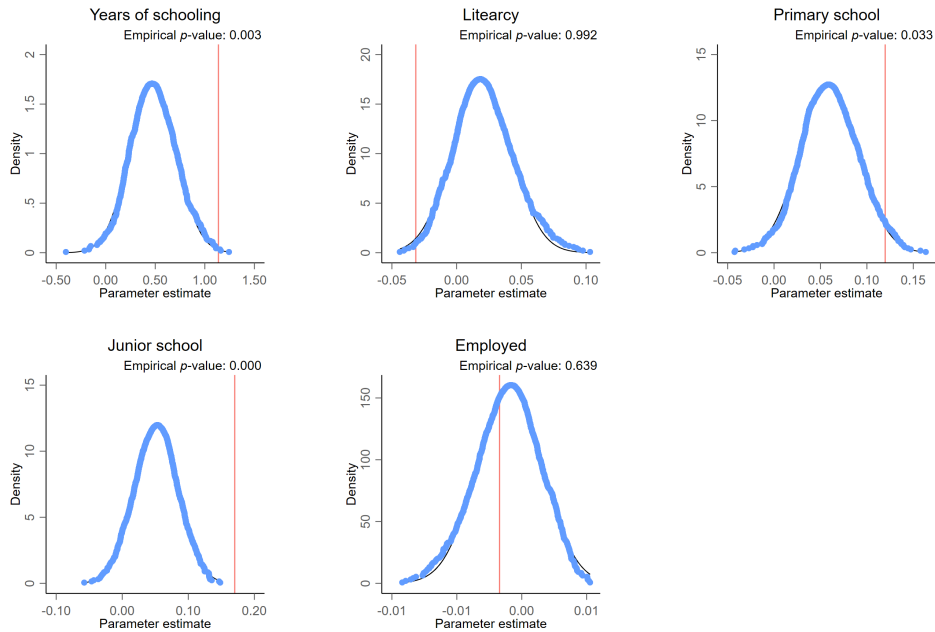 Years of schooling
Empirical p-value: 0.003
Density
0 .5 1 1.5 2
-0.50 0.00 0.50 1.00 1.50
Parameter estimate
Litearcy
Empirical p-value: 0.992
Density
0 5 10 15 20
-0.05 0.00 0.05 0.10
Parameter estimate
Primary school
Empirical p-value: 0.033
Density
0 5 10 15
-0.05 0.00 0.05 0.10 0.15
Parameter estimate
Junior school
Empirical p-value: 0.000
Density
0 5 10 15
-0.10 0.00 0.10 0.20
Parameter estimate
Employed
Empirical p-value: 0.639
Density
0 50 100 150
-0.01 -0.01 0.00 0.01
Parameter estimate